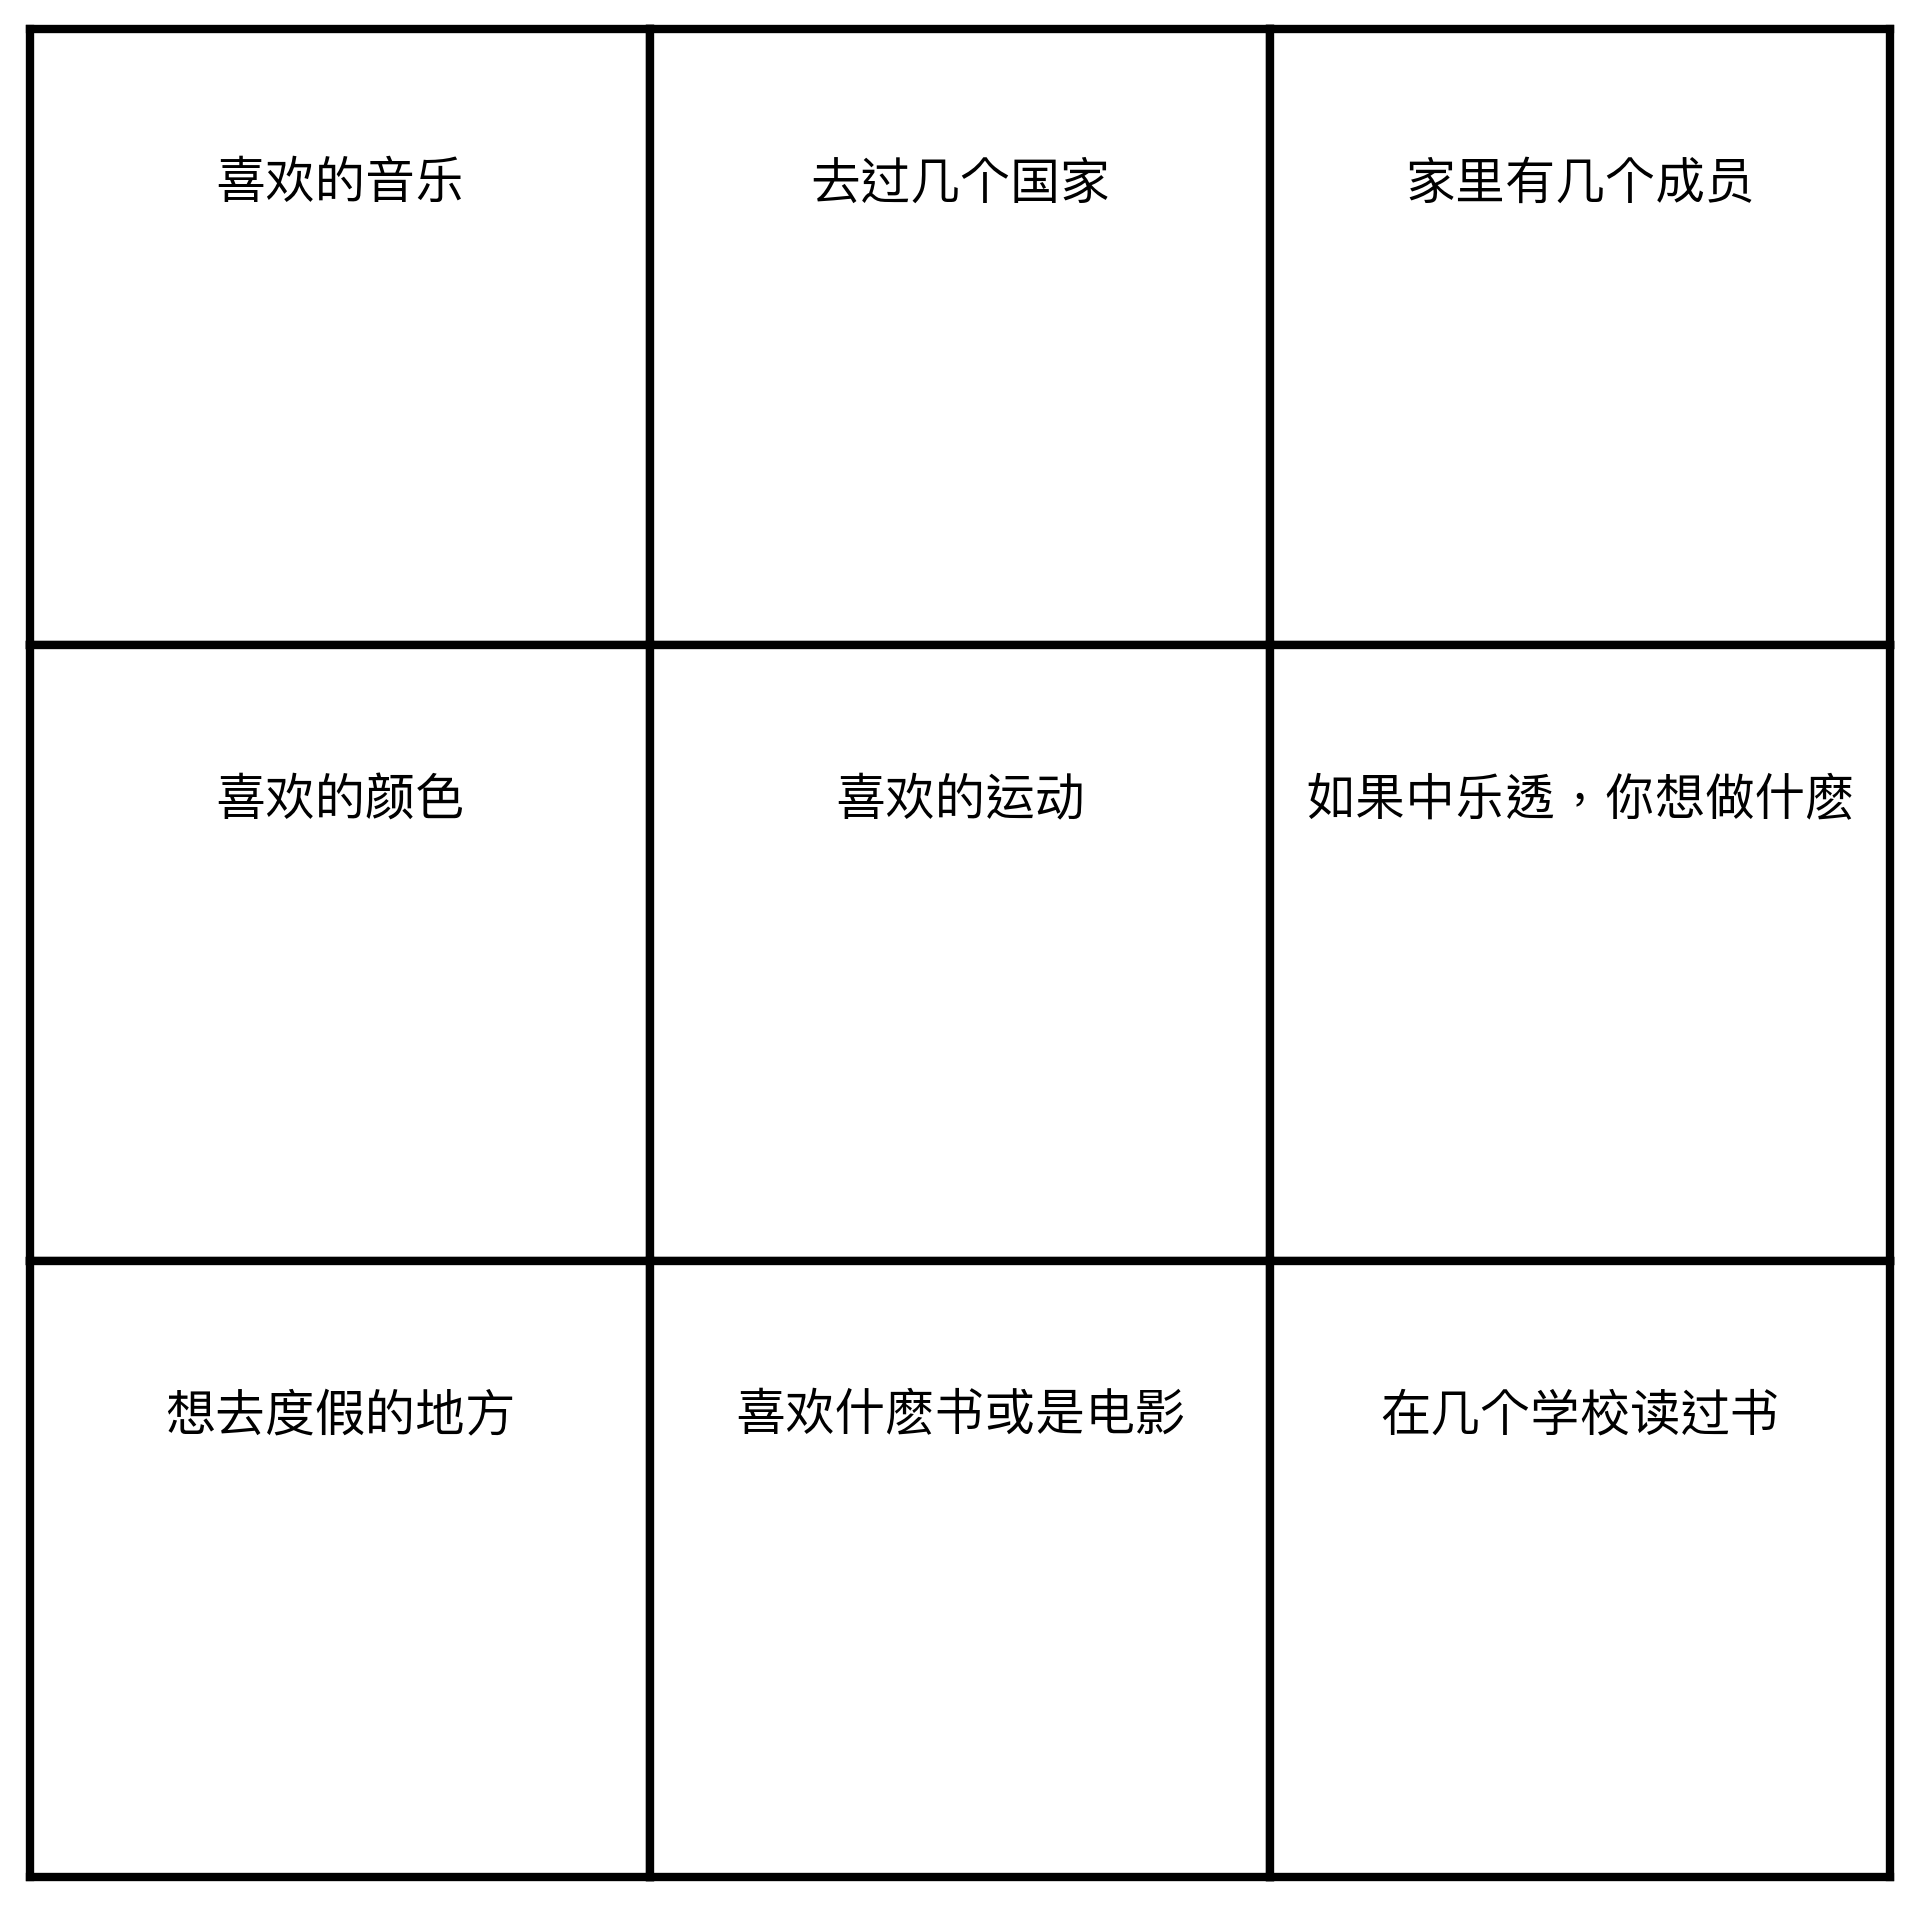 喜欢的音乐
去过几个国家
家里有几个成员
喜欢的颜色
喜欢的运动
如果中乐透，你想做什麽
想去度假的地方
喜欢什麽书或是电影
在几个学校读过书